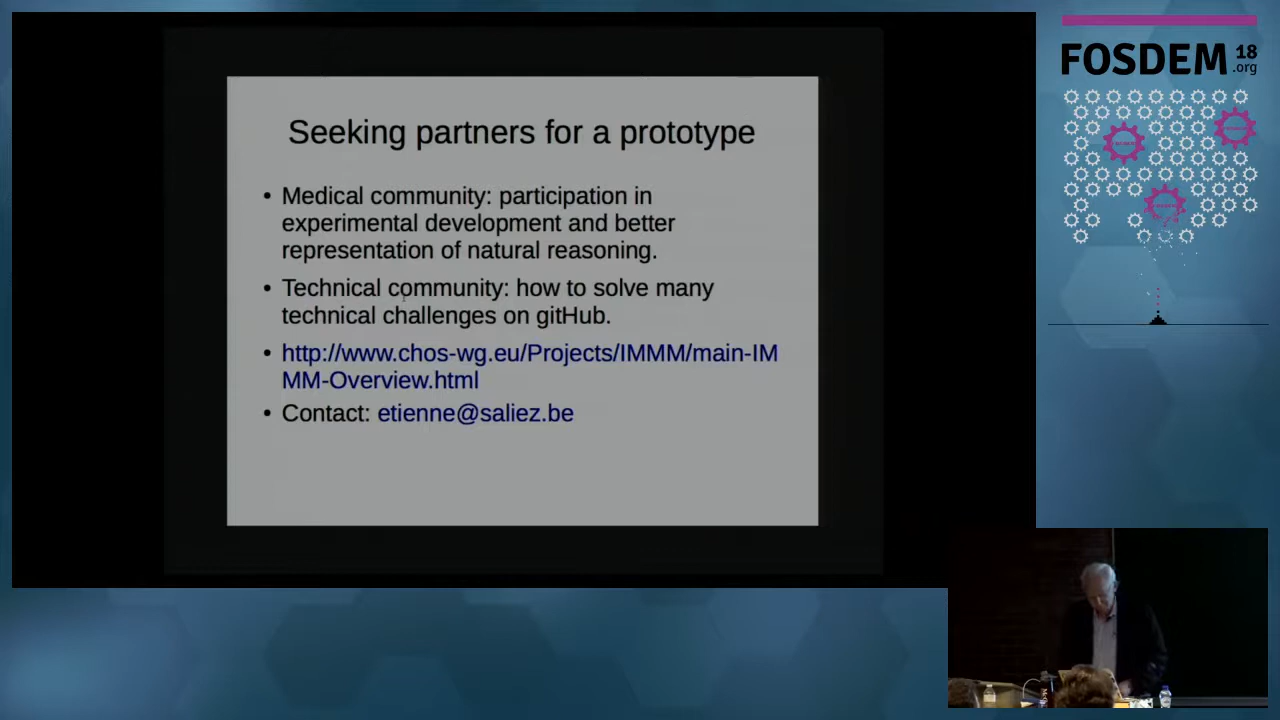 FOSDEM 18
.org
Seeking partners for a prototype
• Medical community: participation in
experimental development and better
representation of natural reasoning.
• Technical community: how to solve many
technical challenges on gitHub.
• http://www.chos-wg.eu/Projects/IMMM/main-IM
MM-Overview.html
• Contact: etienne@saliez.be